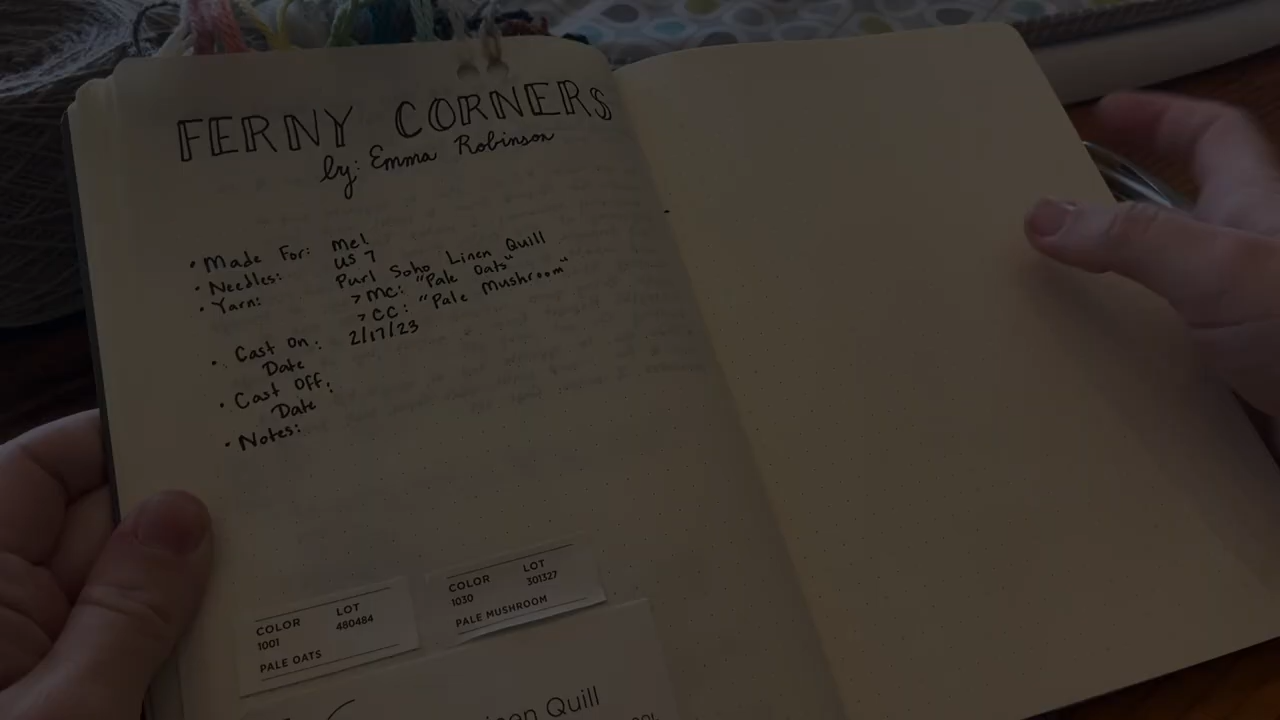 FERNY CORNERS
by: Emma Robinson
• Made For: Mel
• Needles: US 7
• Yarn: Purl Soho Linen Quill
> MC: "Pale Oats"
> CC: "Pale Mushroom"
• Cast On: 2/17/23
Date
• Cast Off:
Date
• Notes:
COLOR LOT
1001 480484
PALE OATS
COLOR LOT
1030 301327
PALE MUSHROOM
Quill